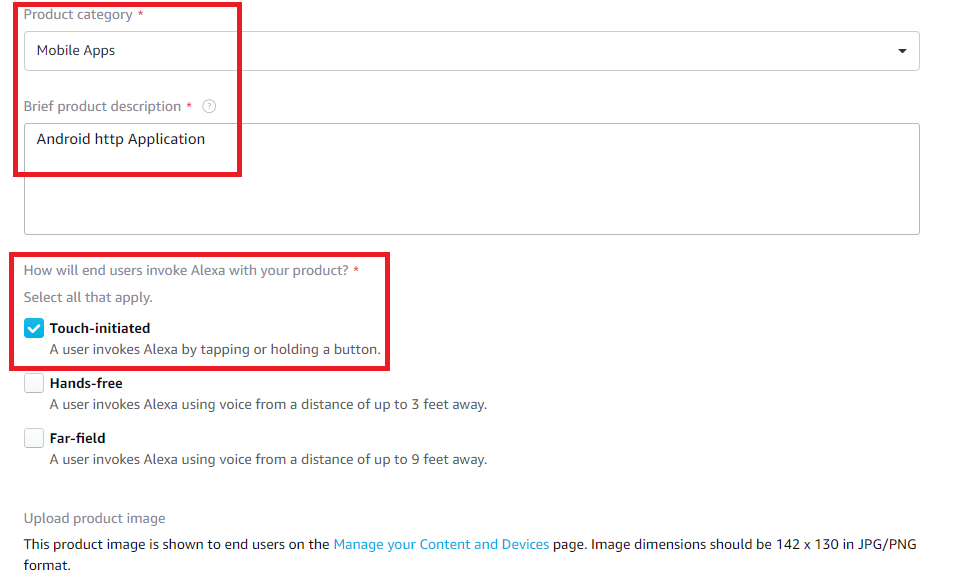 Product category *
Mobile Apps
Brief product description * ?
Android http Application
How will end users invoke Alexa with your product? *
Select all that apply.
Touch-initiated
A user invokes Alexa by tapping or holding a button.
Hands-free
A user invokes Alexa using voice from a distance of up to 3 feet away.
Far-field
A user invokes Alexa using voice from a distance of up to 9 feet away.
Upload product image
This product image is shown to end users on the Manage your Content and Devices page. Image dimensions should be 142 x 130 in JPG/PNG
format.